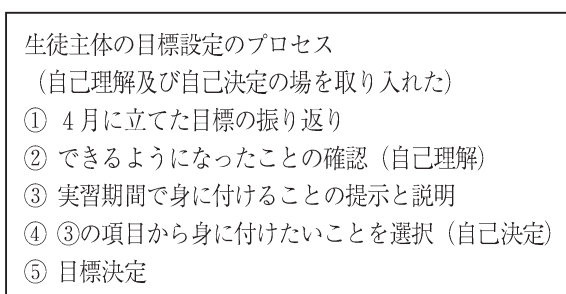 生徒主体の目標設定のプロセス
（自己理解及び自己決定の場を取り入れた）
① 4月に立てた目標の振り返り
② できるようになったことの確認（自己理解）
③ 実習期間で身に付けることの提示と説明
④ ③の項目から身に付けたいことを選択（自己決定）
⑤ 目標決定